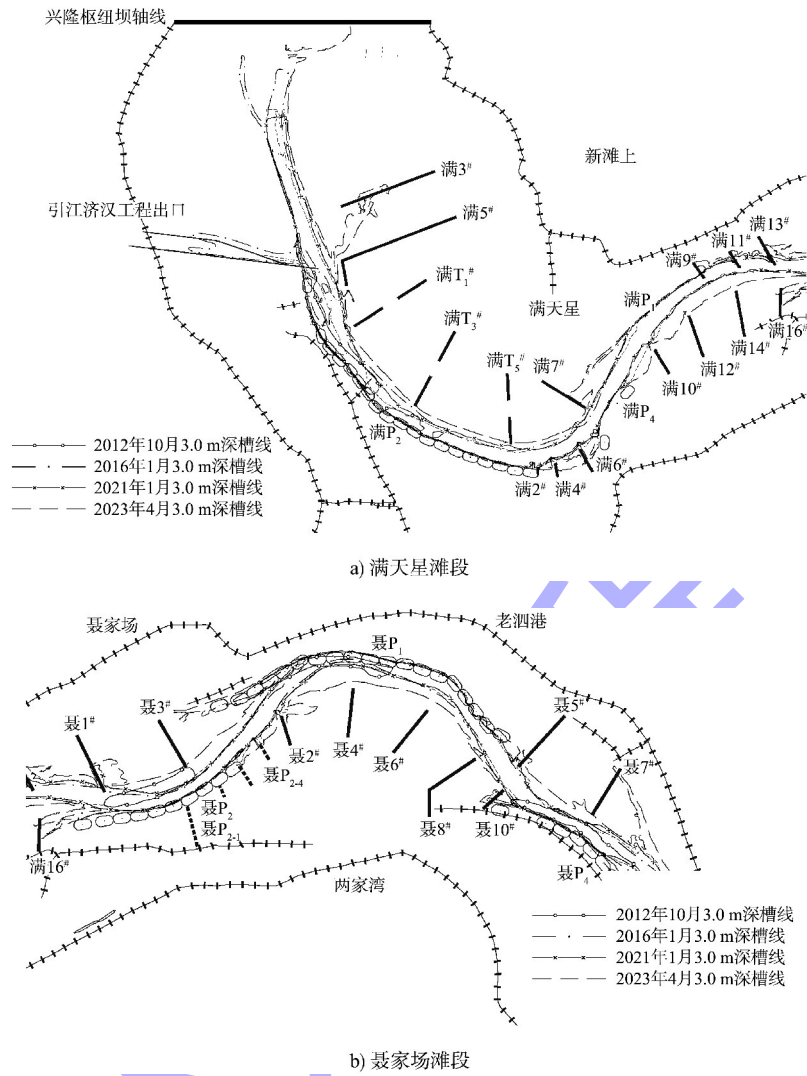 兴隆枢纽坝轴线
新滩上
满3#
引江济汉工程出口
满5#
满13#
满11#
满9#
满T1#
满P1
满天星
满T3#
满16#
满T5#
满7#
满14#
满12#
满10#
满P4
满P2
满6#
满2#
满4#
2012年10月3.0 m深槽线
2016年1月3.0 m深槽线
2021年1月3.0 m深槽线
2023年4月3.0 m深槽线
a) 满天星滩段
聂家场
老泗港
聂P1
聂3#
聂1#
聂5#
聂2#
聂4#
聂6#
聂7#
聂P2-4
聂P2
聂P2-1
聂8#
聂10#
满16#
聂P4
两家湾
2012年10月3.0 m深槽线
2016年1月3.0 m深槽线
2021年1月3.0 m深槽线
2023年4月3.0 m深槽线
b) 聂家场滩段